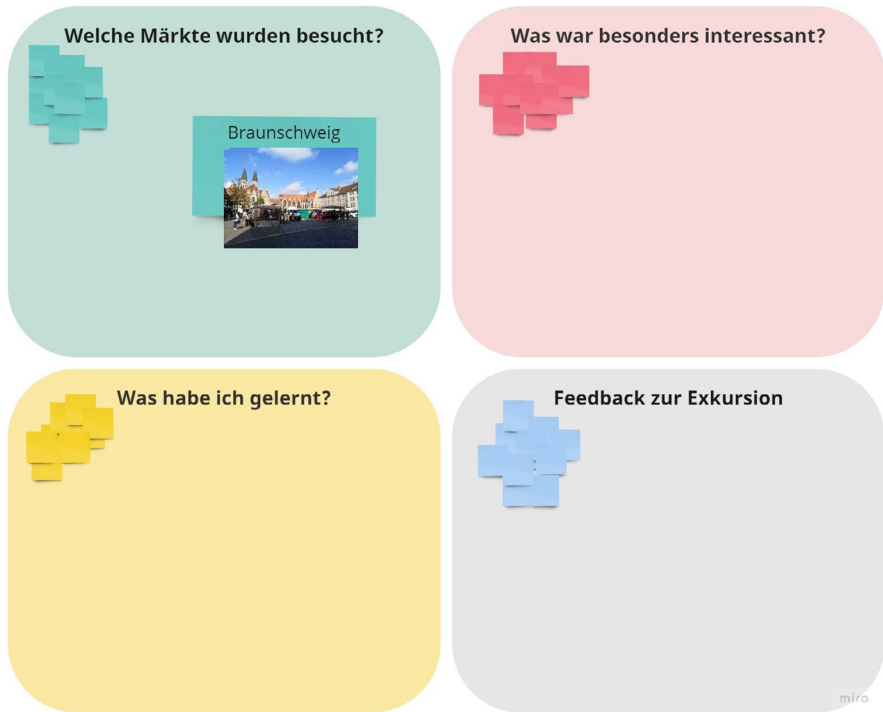 Welche Märkte wurden besucht?
Braunschweig
Was war besonders interessant?
Was habe ich gelernt?
Feedback zur Exkursion
miro